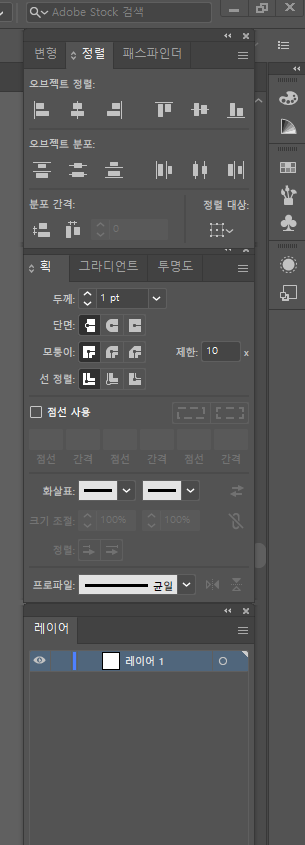 Adobe Stock 검색
변형 정렬 패스파인더
오브젝트 정렬:
오브젝트 분포:
분포 간격: 정렬 대상:
0
획 그라디언트 투명도
두께: 1 pt
단면:
모퉁이: 제한: 10 x
선 정렬:
점선 사용
점선 간격 점선 간격 점선 간격
화살표:
크기 조절: 100% 100%
정렬:
프로파일: 균일
레이어
레이어 1